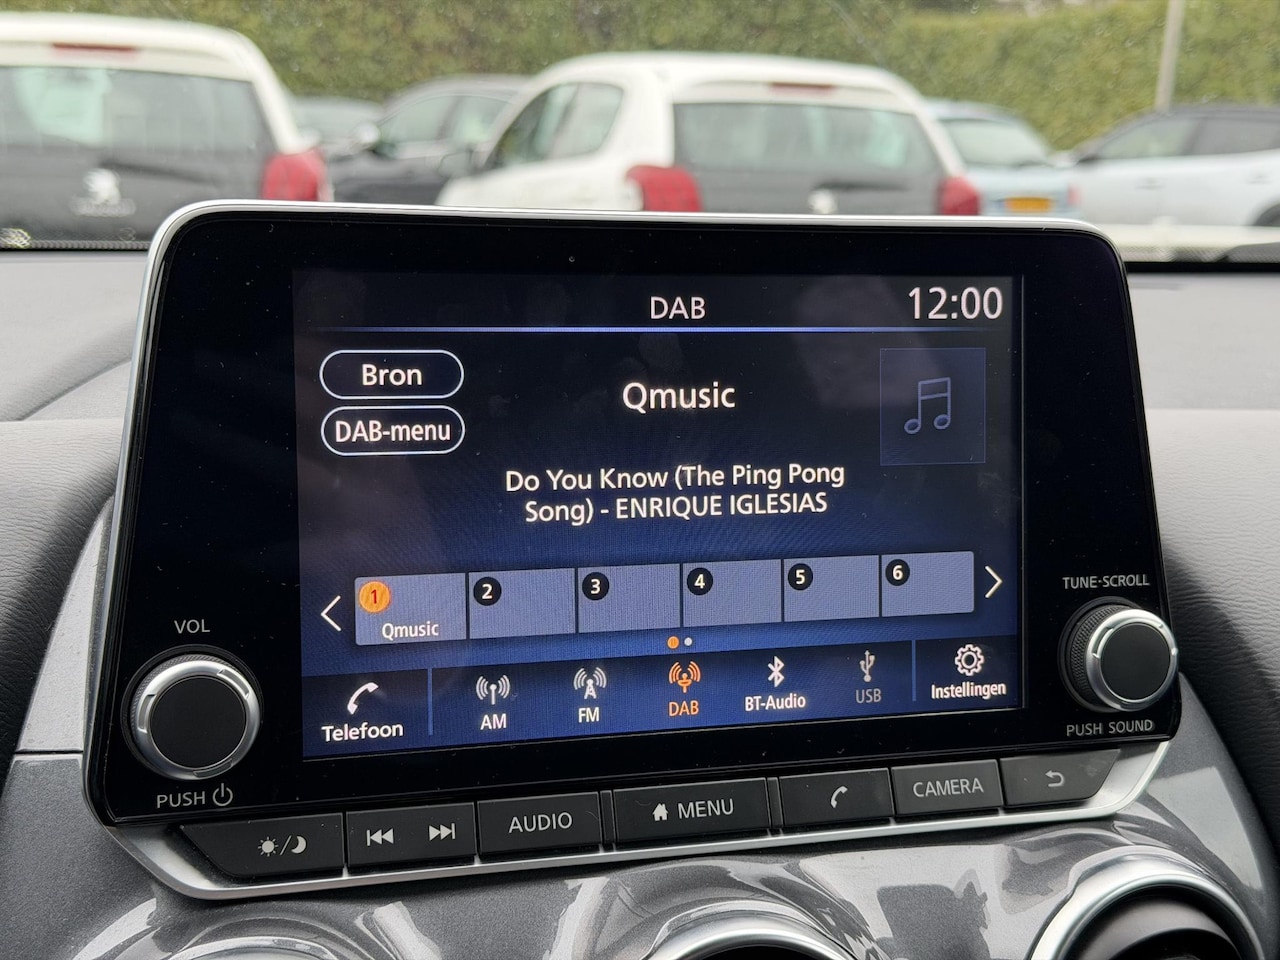 DAB
12:00
Bron
Qmusic
DAB-menu
Do You Know (The Ping Pong
Song) - ENRIQUE IGLESIAS
1
2
3
4
5
6
Qmusic
Telefoon
AM
FM
DAB
BT-Audio
USB
Instellingen
VOL
PUSH
TUNE·SCROLL
PUSH SOUND
AUDIO
MENU
CAMERA